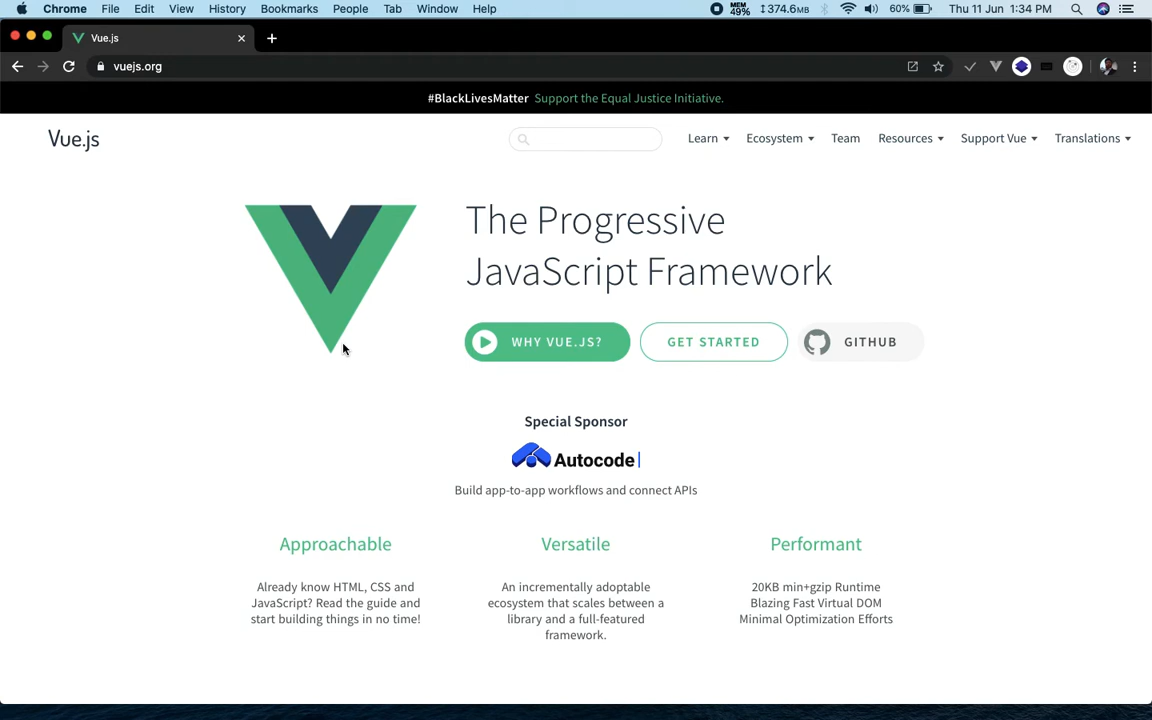 Chrome File Edit View History Bookmarks People Tab Window Help MEM 49% 374.6MB 60% Thu 11 Jun 1:34 PM
Vue.js
vuejs.org
#BlackLivesMatter Support the Equal Justice Initiative.
Vue.js Learn Ecosystem Team Resources Support Vue Translations
The Progressive
JavaScript Framework
WHY VUE.JS? GET STARTED GITHUB
Special Sponsor
Autocode
Build app-to-app workflows and connect APIs
Approachable Versatile Performant
Already know HTML, CSS and
JavaScript? Read the guide and
start building things in no time!
An incrementally adoptable
ecosystem that scales between a
library and a full-featured
framework.
20KB min+gzip Runtime
Blazing Fast Virtual DOM
Minimal Optimization Efforts